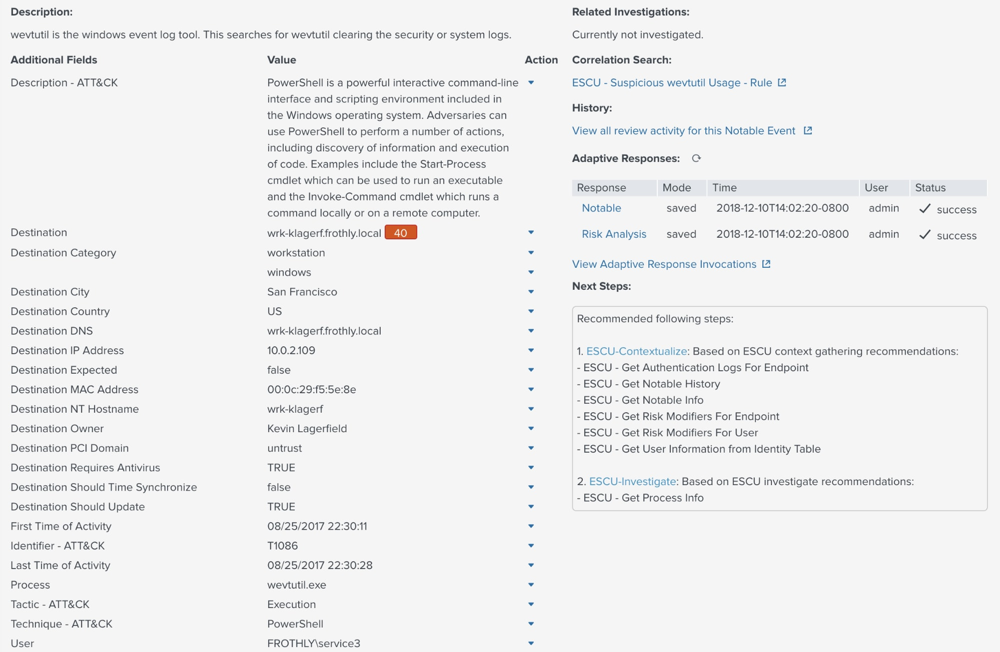 Description:
wevtutil is the windows event log tool. This searches for wevtutil clearing the security or system logs.
Additional Fields Value Action
Description - ATT&CK PowerShell is a powerful interactive command-line
interface and scripting environment included in
the Windows operating system. Adversaries can
use PowerShell to perform a number of actions,
including discovery of information and execution
of code. Examples include the Start-Process
cmdlet which can be used to run an executable
and the Invoke-Command cmdlet which runs a
command locally or on a remote computer.
Destination wrk-klagerf.frothly.local 40
Destination Category workstation
windows
Destination City San Francisco
Destination Country US
Destination DNS wrk-klagerf.frothly.local
Destination IP Address 10.0.2.109
Destination Expected false
Destination MAC Address 00:0c:29:f5:5e:8e
Destination NT Hostname wrk-klagerf
Destination Owner Kevin Lagerfield
Destination PCI Domain untrust
Destination Requires Antivirus TRUE
Destination Should Time Synchronize false
Destination Should Update TRUE
First Time of Activity 08/25/2017 22:30:11
Identifier - ATT&CK T1086
Last Time of Activity 08/25/2017 22:30:28
Process wevtutil.exe
Tactic - ATT&CK Execution
Technique - ATT&CK PowerShell
User FROTHLY\service3
Related Investigations:
Currently not investigated.
Correlation Search:
ESCU - Suspicious wevtutil Usage - Rule
History:
View all review activity for this Notable Event
Adaptive Responses:
Response Mode Time User Status
Notable saved 2018-12-10T14:02:20-0800 admin success
Risk Analysis saved 2018-12-10T14:02:20-0800 admin success
View Adaptive Response Invocations
Next Steps:
Recommended following steps:
1. ESCU-Contextualize: Based on ESCU context gathering recommendations:
- ESCU - Get Authentication Logs For Endpoint
- ESCU - Get Notable History
- ESCU - Get Notable Info
- ESCU - Get Risk Modifiers For Endpoint
- ESCU - Get Risk Modifiers For User
- ESCU - Get User Information from Identity Table
2. ESCU-Investigate: Based on ESCU investigate recommendations:
- ESCU - Get Process Info